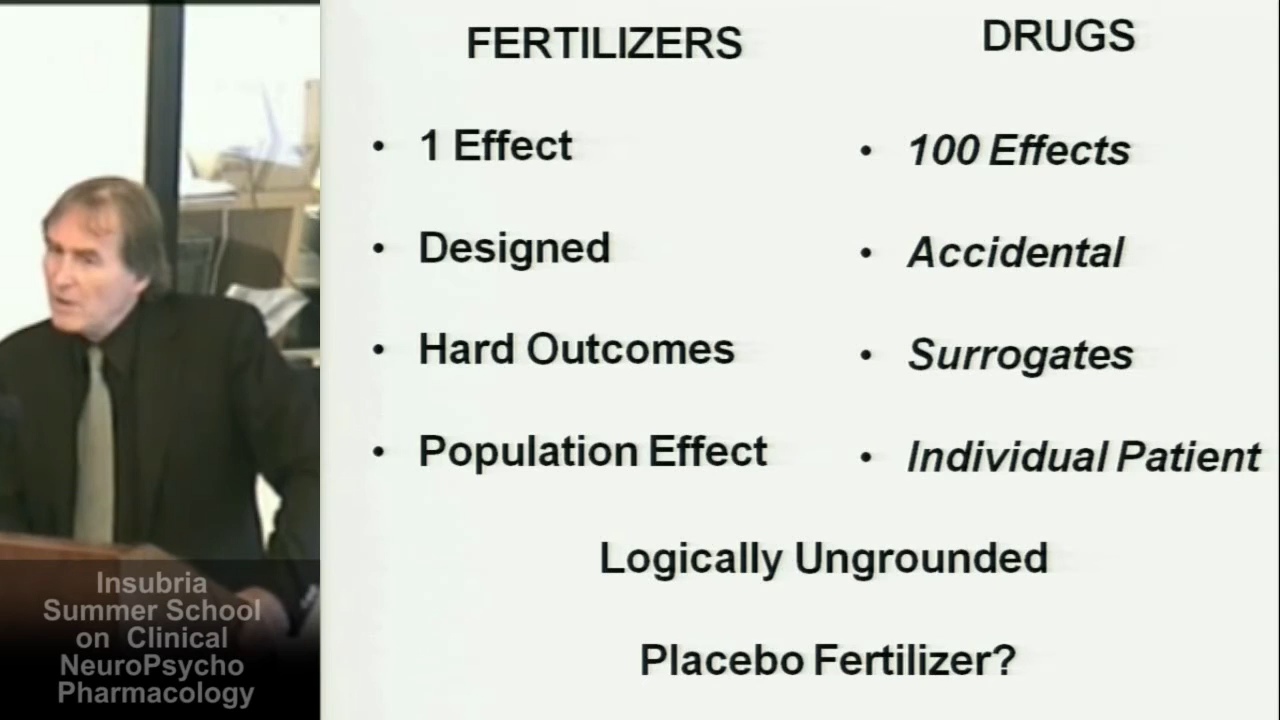 FERTILIZERS
DRUGS
• 1 Effect
• 100 Effects
• Designed
• Accidental
• Hard Outcomes
• Surrogates
• Population Effect
• Individual Patient
Logically Ungrounded
Placebo Fertilizer?
Insubria
Summer School
on Clinical
NeuroPsycho
Pharmacology